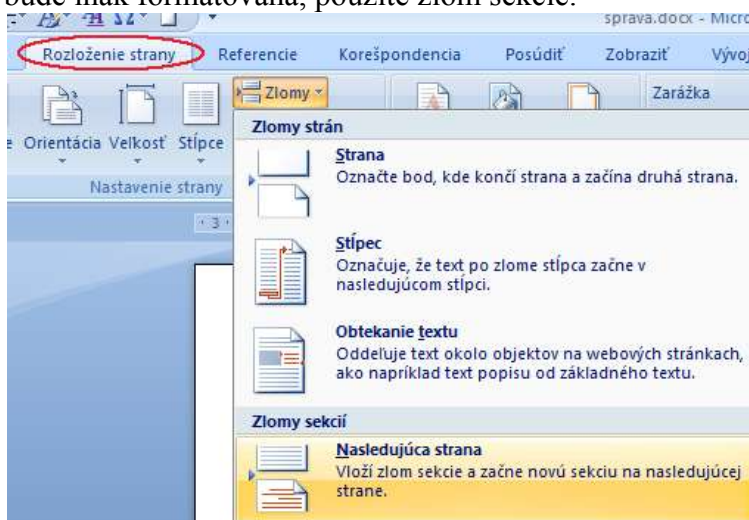 bude inak formátovaná, použite zlom sekcie.
sprava.docx - Micro
Rozloženie strany Referencie Korešpondencia Posúdiť Zobraziť Vývoj
Zlomy Zarážka
Orientácia Veľkosť Stĺpce
Nastavenie strany
3
Zlomy strán
Strana
Označte bod, kde končí strana a začína druhá strana.
Stĺpec
Označuje, že text po zlome stĺpca začne v
nasledujúcom stĺpci.
Obtekanie textu
Oddeľuje text okolo objektov na webových stránkach,
ako napríklad text popisu od základného textu.
Zlomy sekcií
Nasledujúca strana
Vloží zlom sekcie a začne novú sekciu na nasledujúcej
strane.